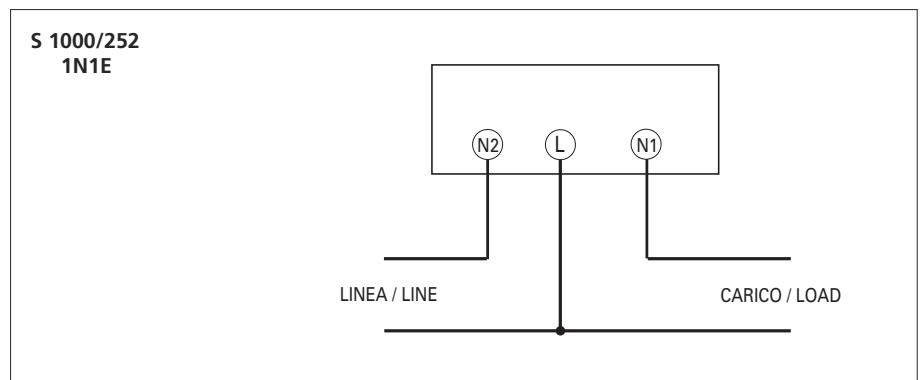 S 1000/252
1N1E
N2 L N1
LINEA / LINE
CARICO / LOAD